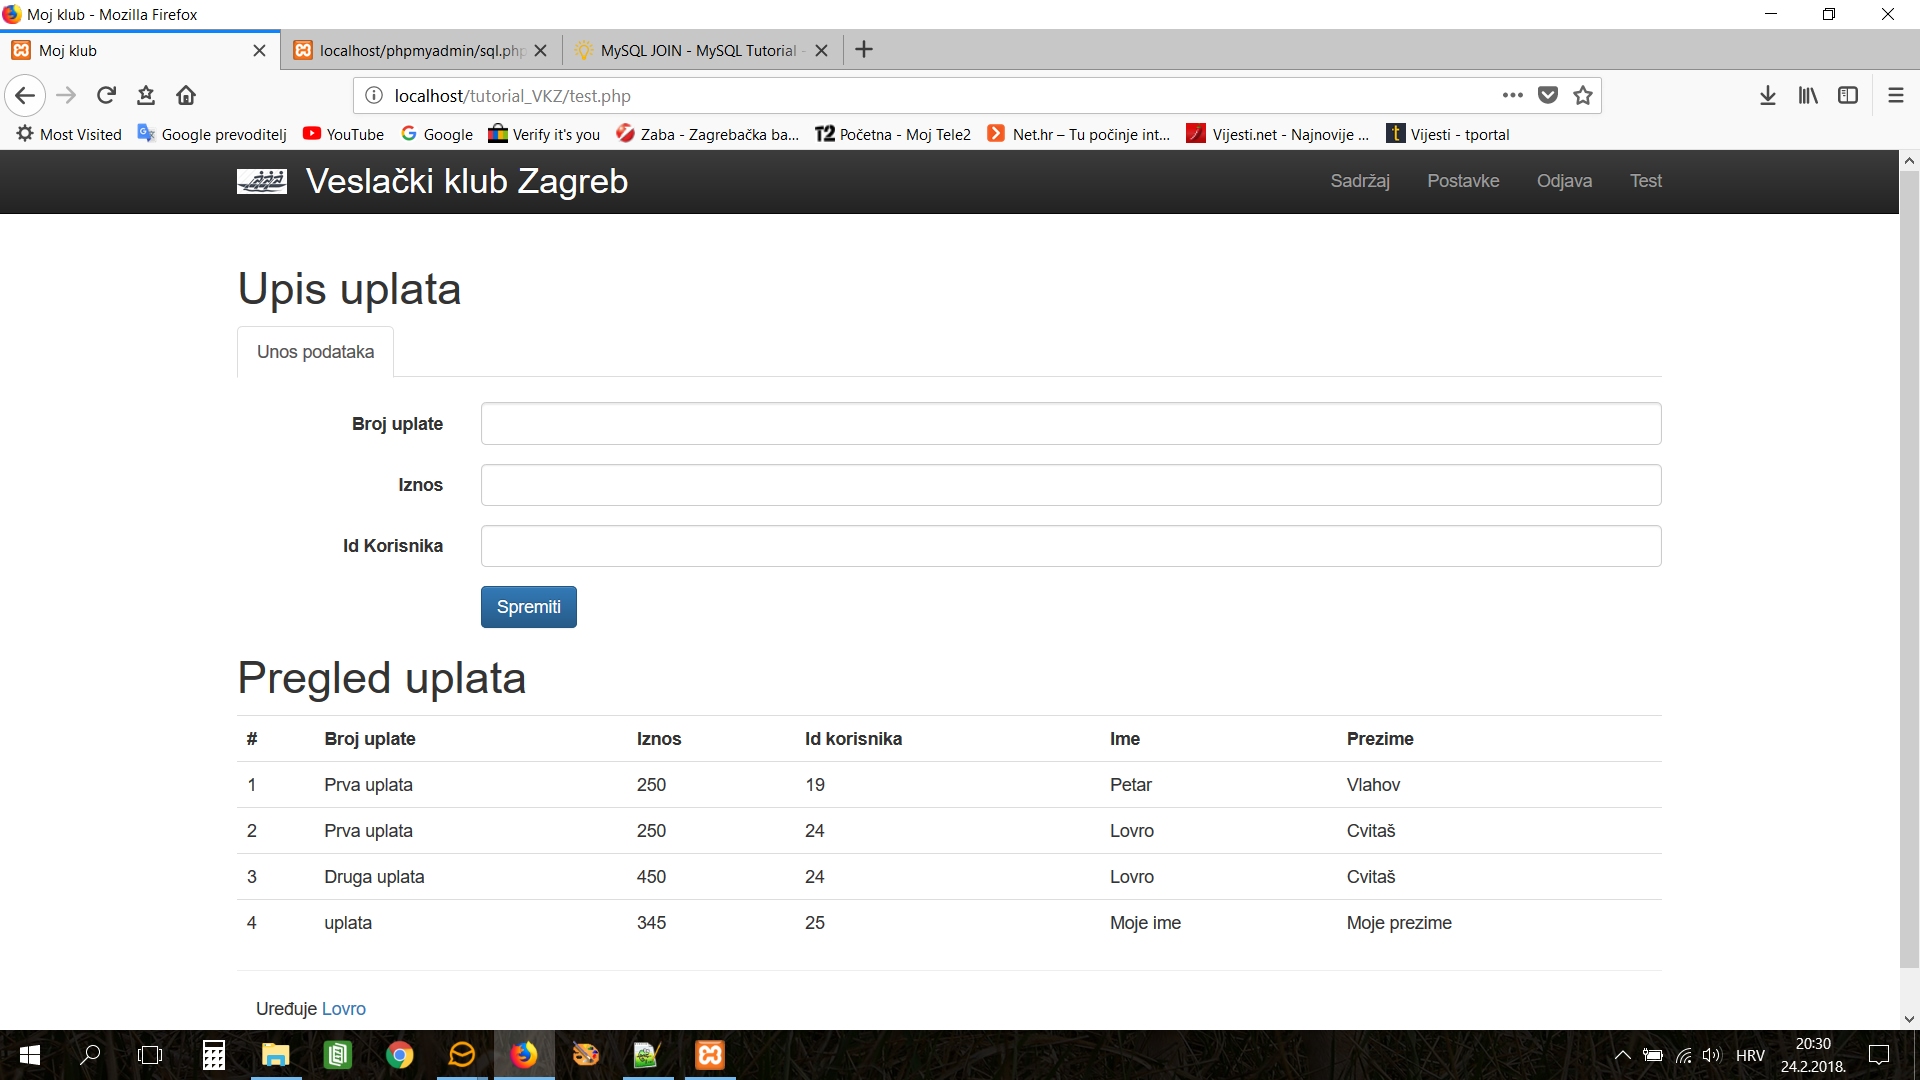 Moj klub - Mozilla Firefox
Moj klub
localhost/phpmyadmin/sql.php
MySQL JOIN - MySQL Tutorial -
localhost/tutorial_VKZ/test.php
Most Visited Google prevoditelj YouTube Google Verify it's you Zaba - Zagrebačka ba... T2 Početna - Moj Tele2 Net.hr – Tu počinje int... Vijesti.net - Najnovije ... t Vijesti - tportal
Veslački klub Zagreb Sadržaj Postavke Odjava Test
Upis uplata
Unos podataka
Broj uplate
Iznos
Id Korisnika
Spremiti
Pregled uplata
# Broj uplate Iznos Id korisnika Ime Prezime
1 Prva uplata 250 19 Petar Vlahov
2 Prva uplata 250 24 Lovro Cvitaš
3 Druga uplata 450 24 Lovro Cvitaš
4 uplata 345 25 Moje ime Moje prezime
Uređuje Lovro
HRV
20:30
24.2.2018.